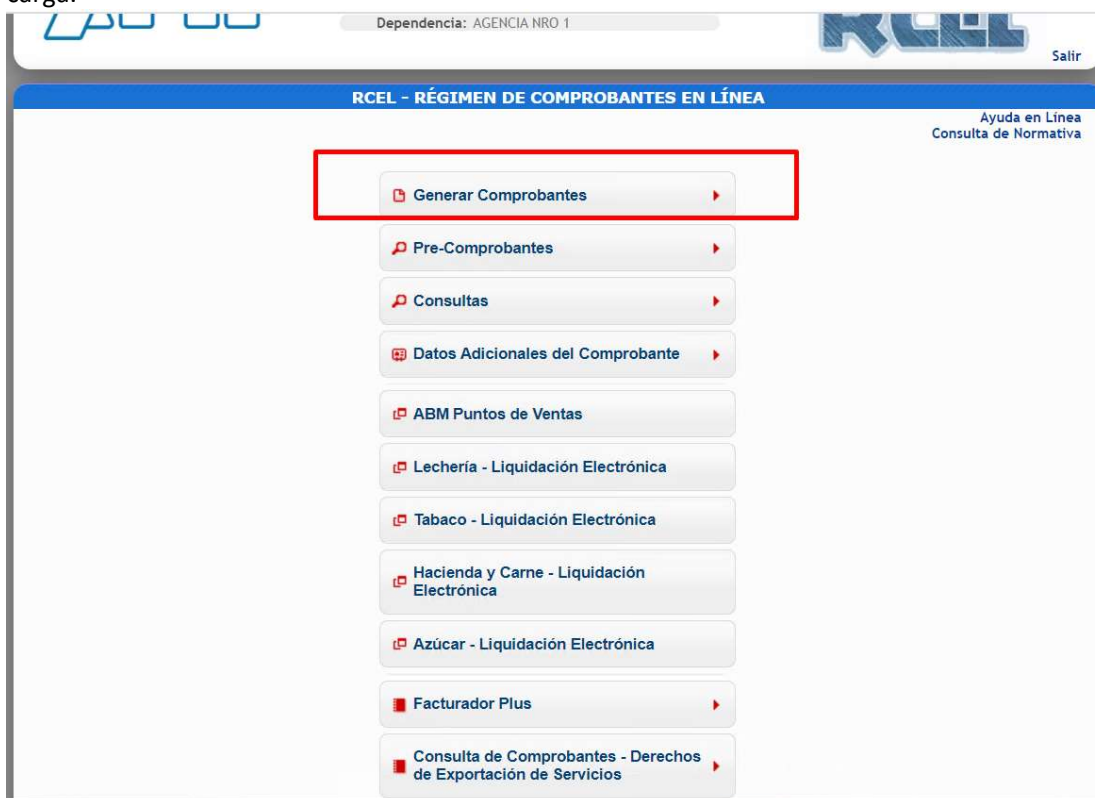 carga.
Dependencia: AGENCIA NRO 1
RCEL
Salir
RCEL - RÉGIMEN DE COMPROBANTES EN LÍNEA
Ayuda en Línea
Consulta de Normativa
Generar Comprobantes
Pre-Comprobantes
Consultas
Datos Adicionales del Comprobante
ABM Puntos de Ventas
Lechería - Liquidación Electrónica
Tabaco - Liquidación Electrónica
Hacienda y Carne - Liquidación
Electrónica
Azúcar - Liquidación Electrónica
Facturador Plus
Consulta de Comprobantes - Derechos
de Exportación de Servicios